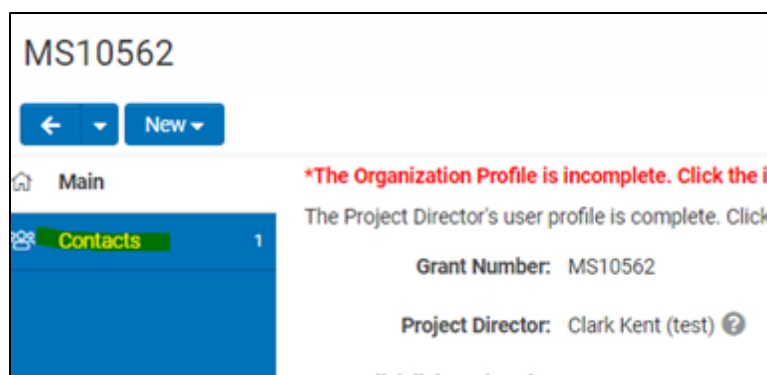 MS10562
New
Main
Contacts 1
*The Organization Profile is incomplete. Click the
The Project Director's user profile is complete. Click
Grant Number: MS10562
Project Director: Clark Kent (test)